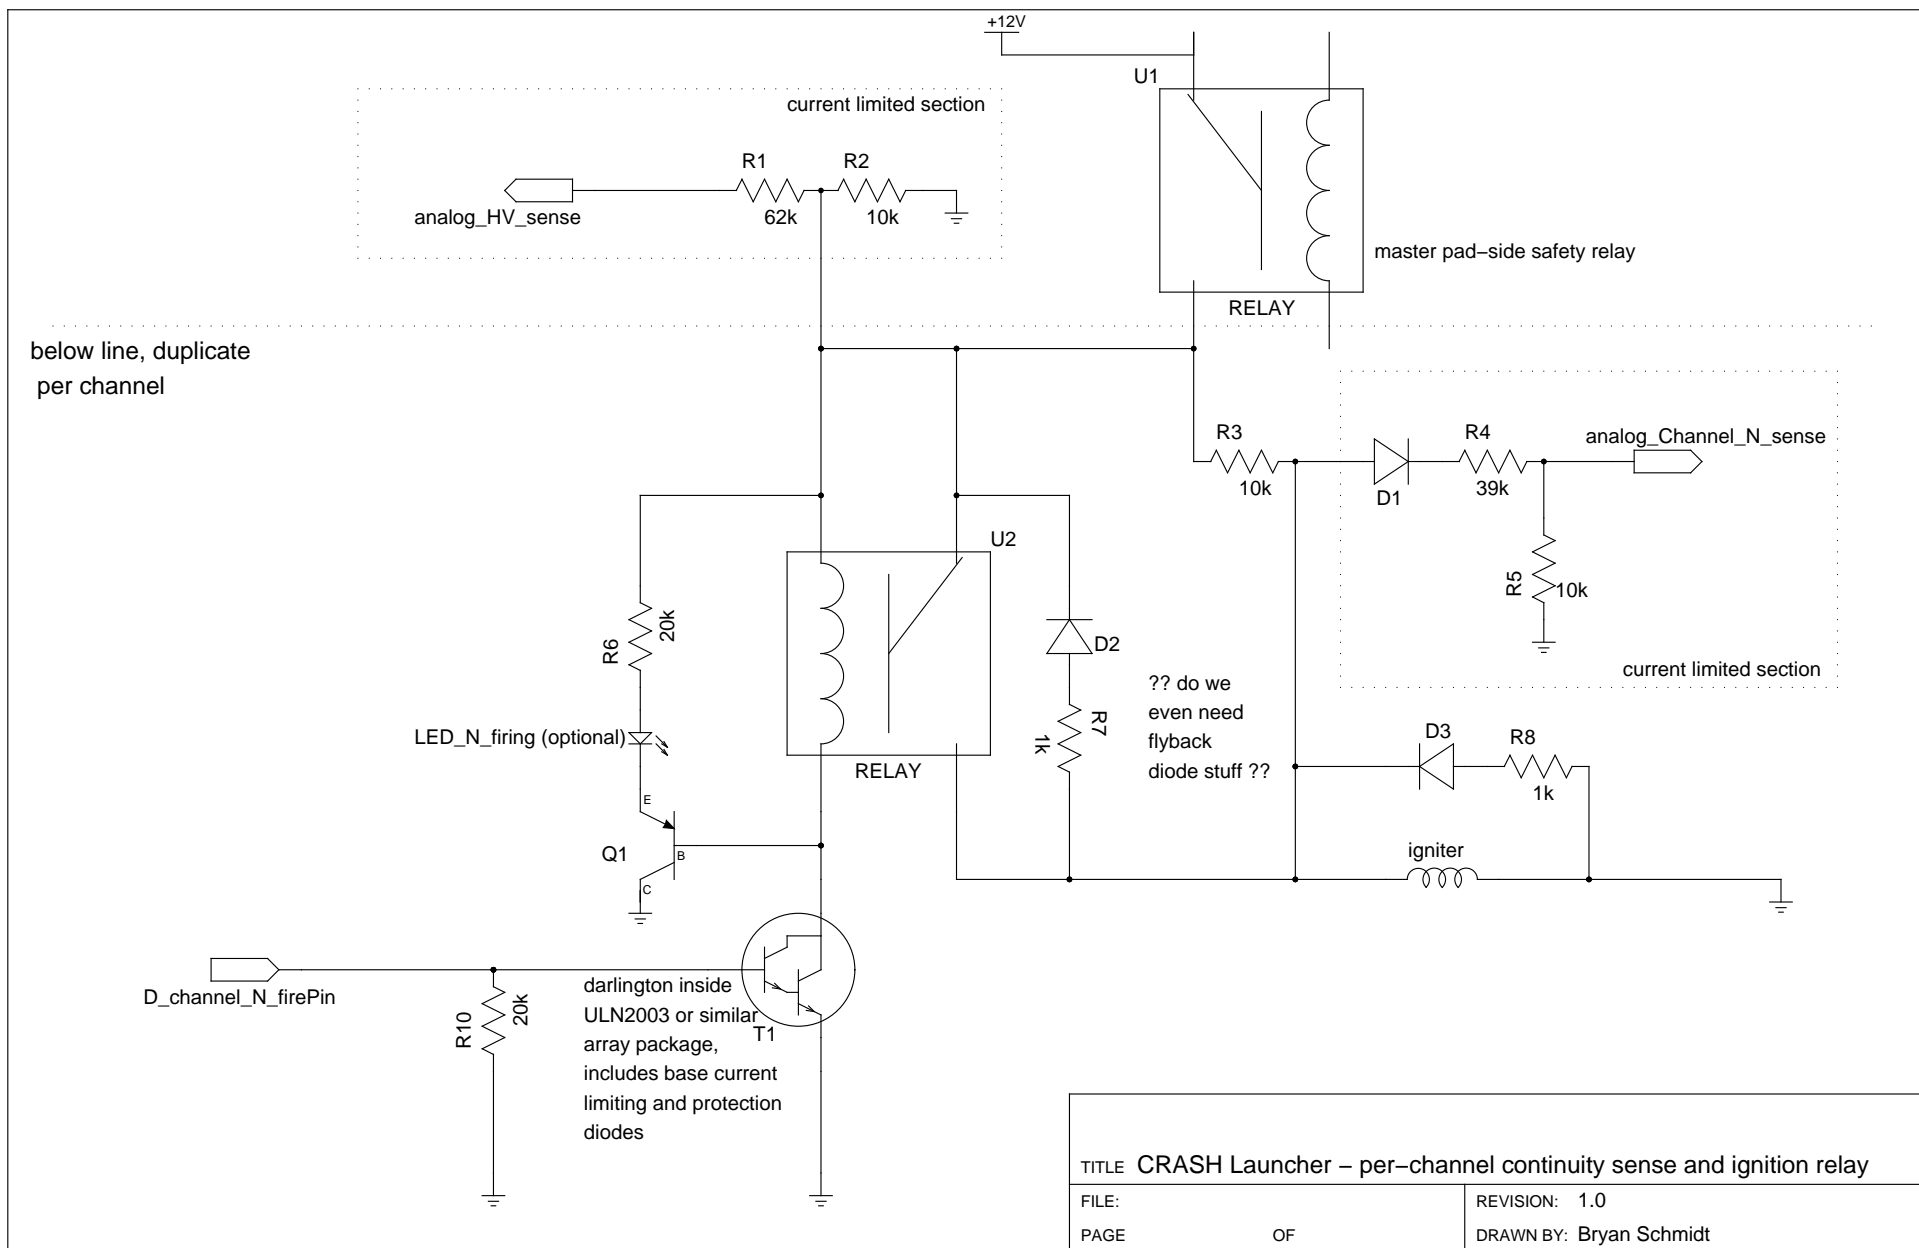 +12V
U1
current limited section
R1
R2
analog_HV_sense
62k
10k
master pad–side safety relay
RELAY
below line, duplicate
per channel
R3
10k
D1
R4
39k
analog_Channel_N_sense
R5
10k
current limited section
U2
R6
20k
D2
R7
1k
?? do we
even need
flyback
diode stuff ??
LED_N_firing (optional)
RELAY
D3
R8
1k
E
Q1
B
C
igniter
D_channel_N_firePin
R10
20k
darlington inside
ULN2003 or similar
array package,
includes base current
limiting and protection
diodes
T1
TITLE CRASH Launcher – per–channel continuity sense and ignition relay
FILE:
REVISION: 1.0
PAGE OF
DRAWN BY: Bryan Schmidt